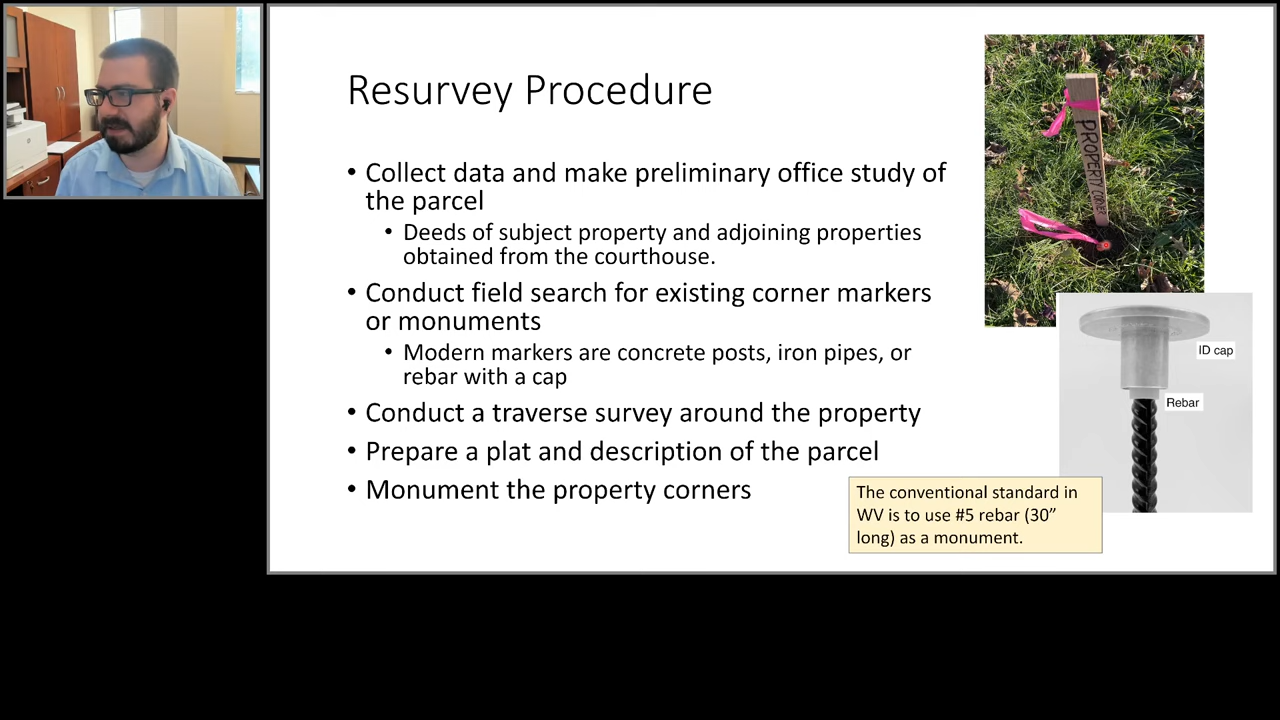 Resurvey Procedure
• Collect data and make preliminary office study of
the parcel
• Deeds of subject property and adjoining properties
obtained from the courthouse.
• Conduct field search for existing corner markers
or monuments
• Modern markers are concrete posts, iron pipes, or
rebar with a cap
• Conduct a traverse survey around the property
• Prepare a plat and description of the parcel
• Monument the property corners
PROPERTY CORNER
ID cap
Rebar
The conventional standard in
WV is to use #5 rebar (30”
long) as a monument.